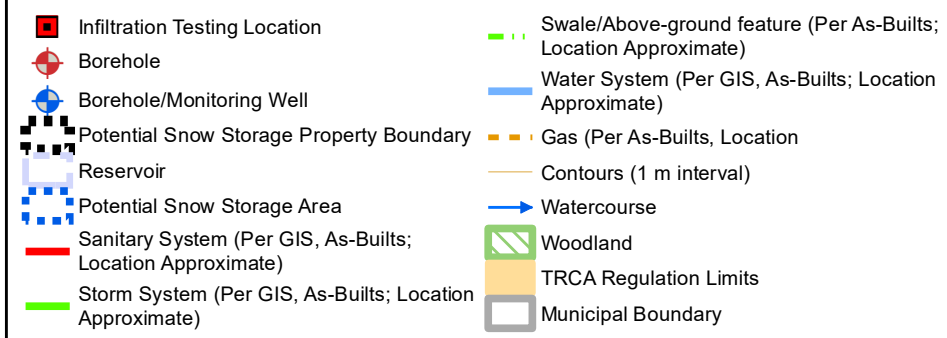 Infiltration Testing Location
Borehole
Borehole/Monitoring Well
Potential Snow Storage Property Boundary
Reservoir
Potential Snow Storage Area
Sanitary System (Per GIS, As-Builts;
Location Approximate)
Storm System (Per GIS, As-Builts; Location
Approximate)
Swale/Above-ground feature (Per As-Builts;
Location Approximate)
Water System (Per GIS, As-Builts; Location
Approximate)
Gas (Per As-Builts, Location
Contours (1 m interval)
Watercourse
Woodland
TRCA Regulation Limits
Municipal Boundary